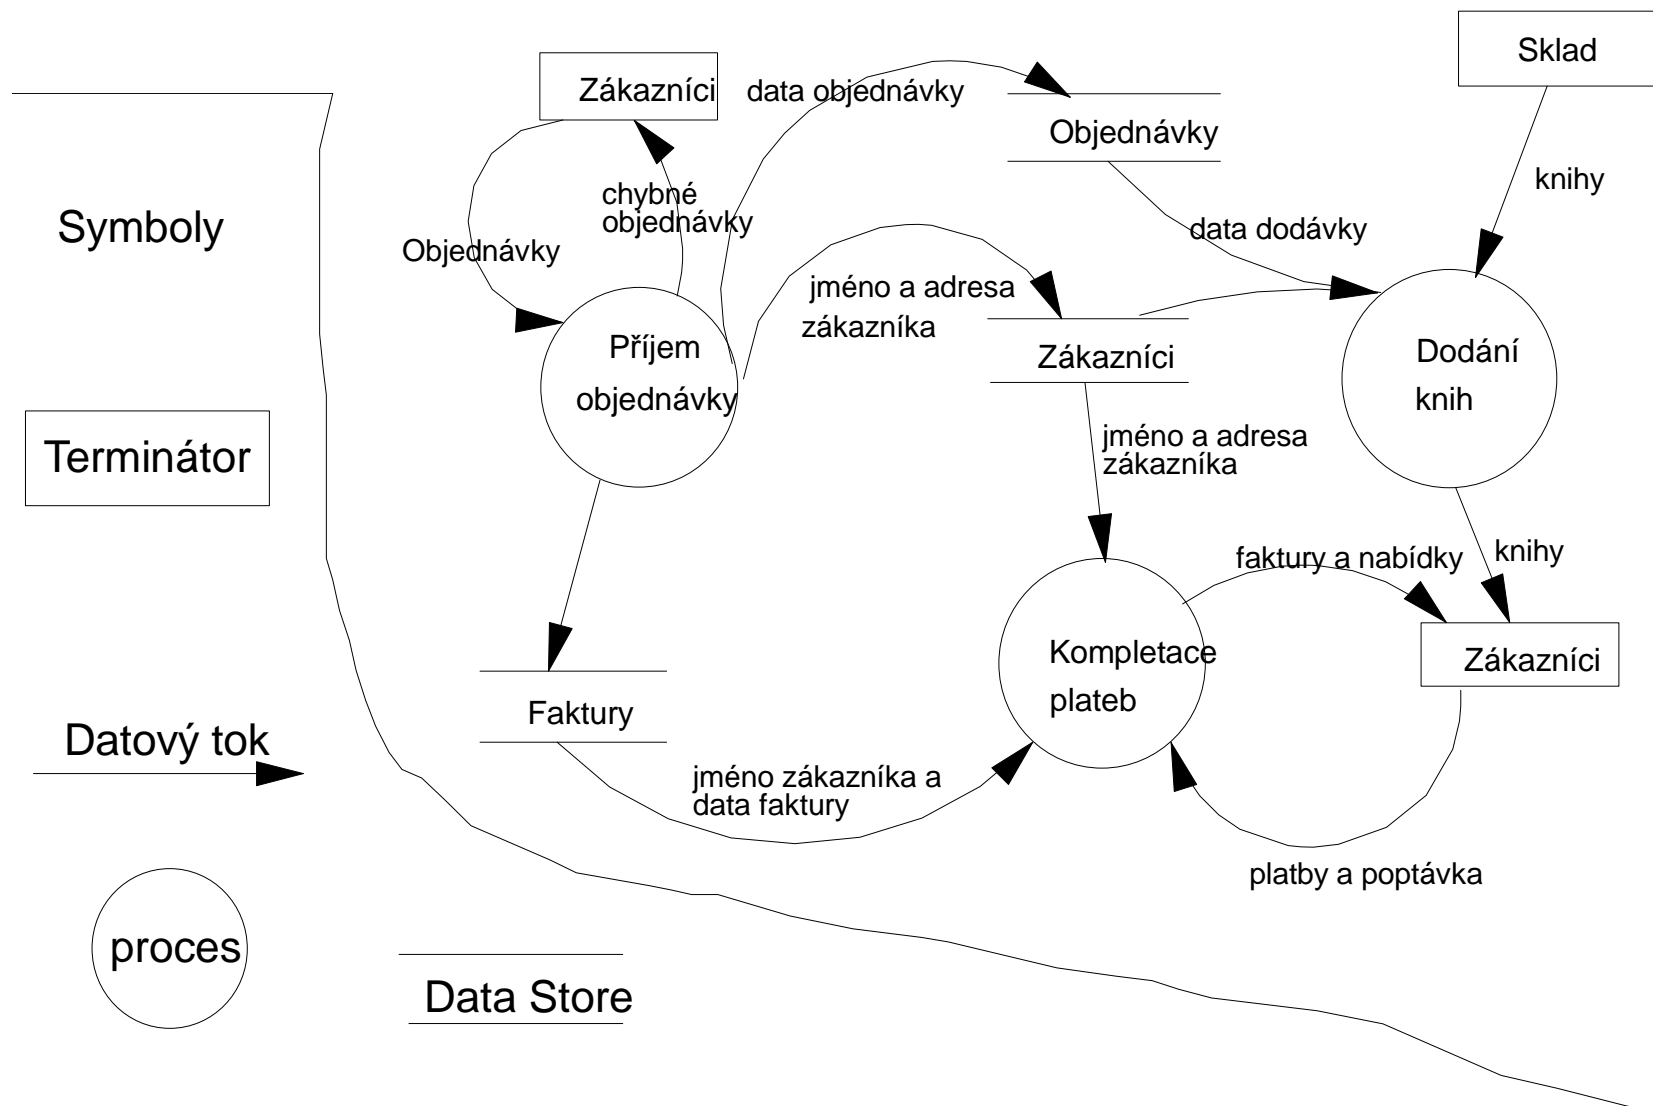 Sklad
Zákazníci
data objednávky
Objednávky
knihy
chybné
objednávky
Symboly
data dodávky
Objednávky
jméno a adresa
zákazníka
Příjem
objednávky
Zákazníci
Dodání
knih
Terminátor
jméno a adresa
zákazníka
faktury a nabídky
knihy
Kompletace
plateb
Zákazníci
Faktury
Datový tok
jméno zákazníka a
data faktury
platby a poptávka
proces
Data Store